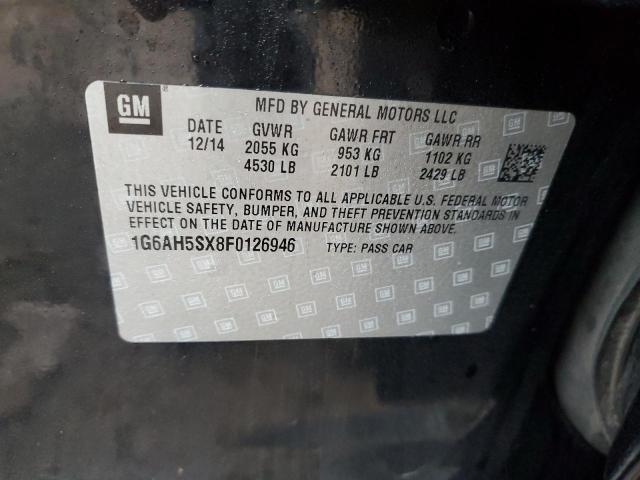 GM
MFD BY GENERAL MOTORS LLC
DATE GVWR GAWR FRT GAWR RR
12/14 2055 KG 953 KG 1102 KG
4530 LB 2101 LB 2429 LB
THIS VEHICLE CONFORMS TO ALL APPLICABLE U.S. FEDERAL MOTOR
VEHICLE SAFETY, BUMPER, AND THEFT PREVENTION STANDARDS IN
EFFECT ON THE DATE OF MANUFACTURE SHOWN ABOVE.
1G6AH5SX8F0126946 TYPE: PASS CAR